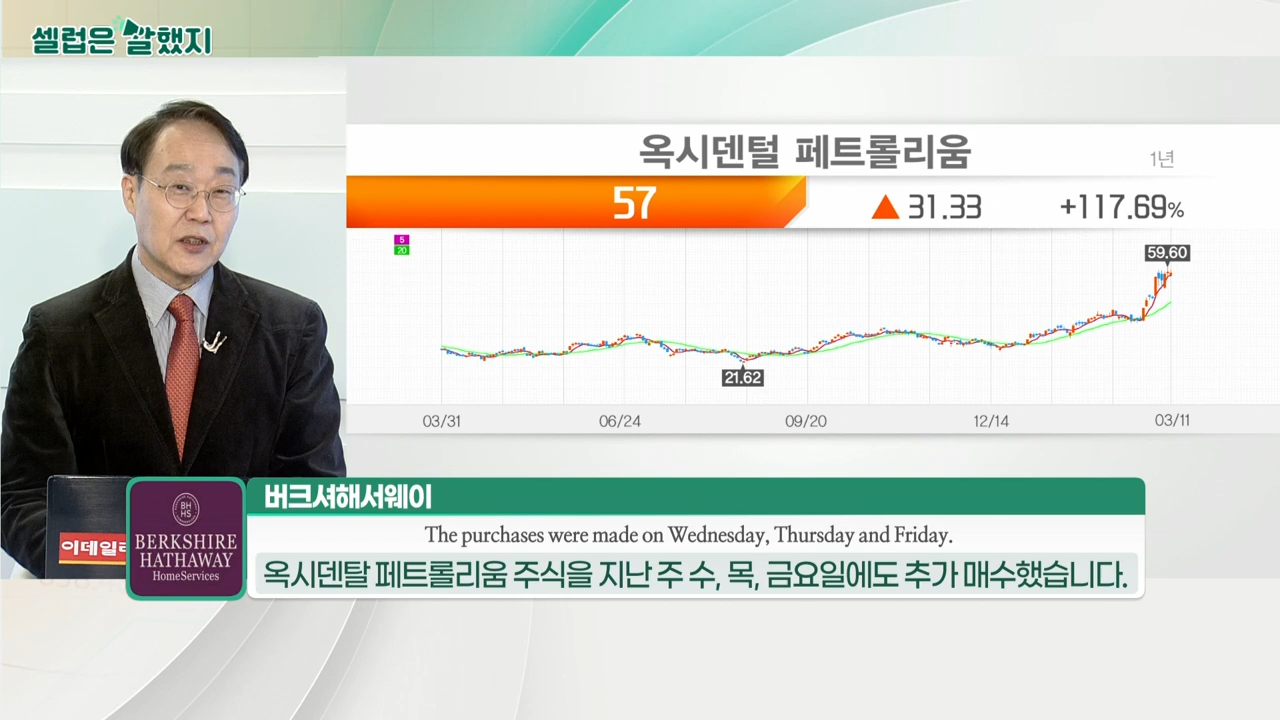 셀럽은 말했지
옥시덴털 페트롤리움
1년
57
▲ 31.33
+117.69%
5
20
59.60
21.62
03/31
06/24
09/20
12/14
03/11
버크셔해서웨이
The purchases were made on Wednesday, Thursday and Friday.
옥시덴탈 페트롤리움 주식을 지난 주 수, 목, 금요일에도 추가 매수했습니다.
BH
HS
BERKSHIRE
HATHAWAY
HomeServices
이데일리